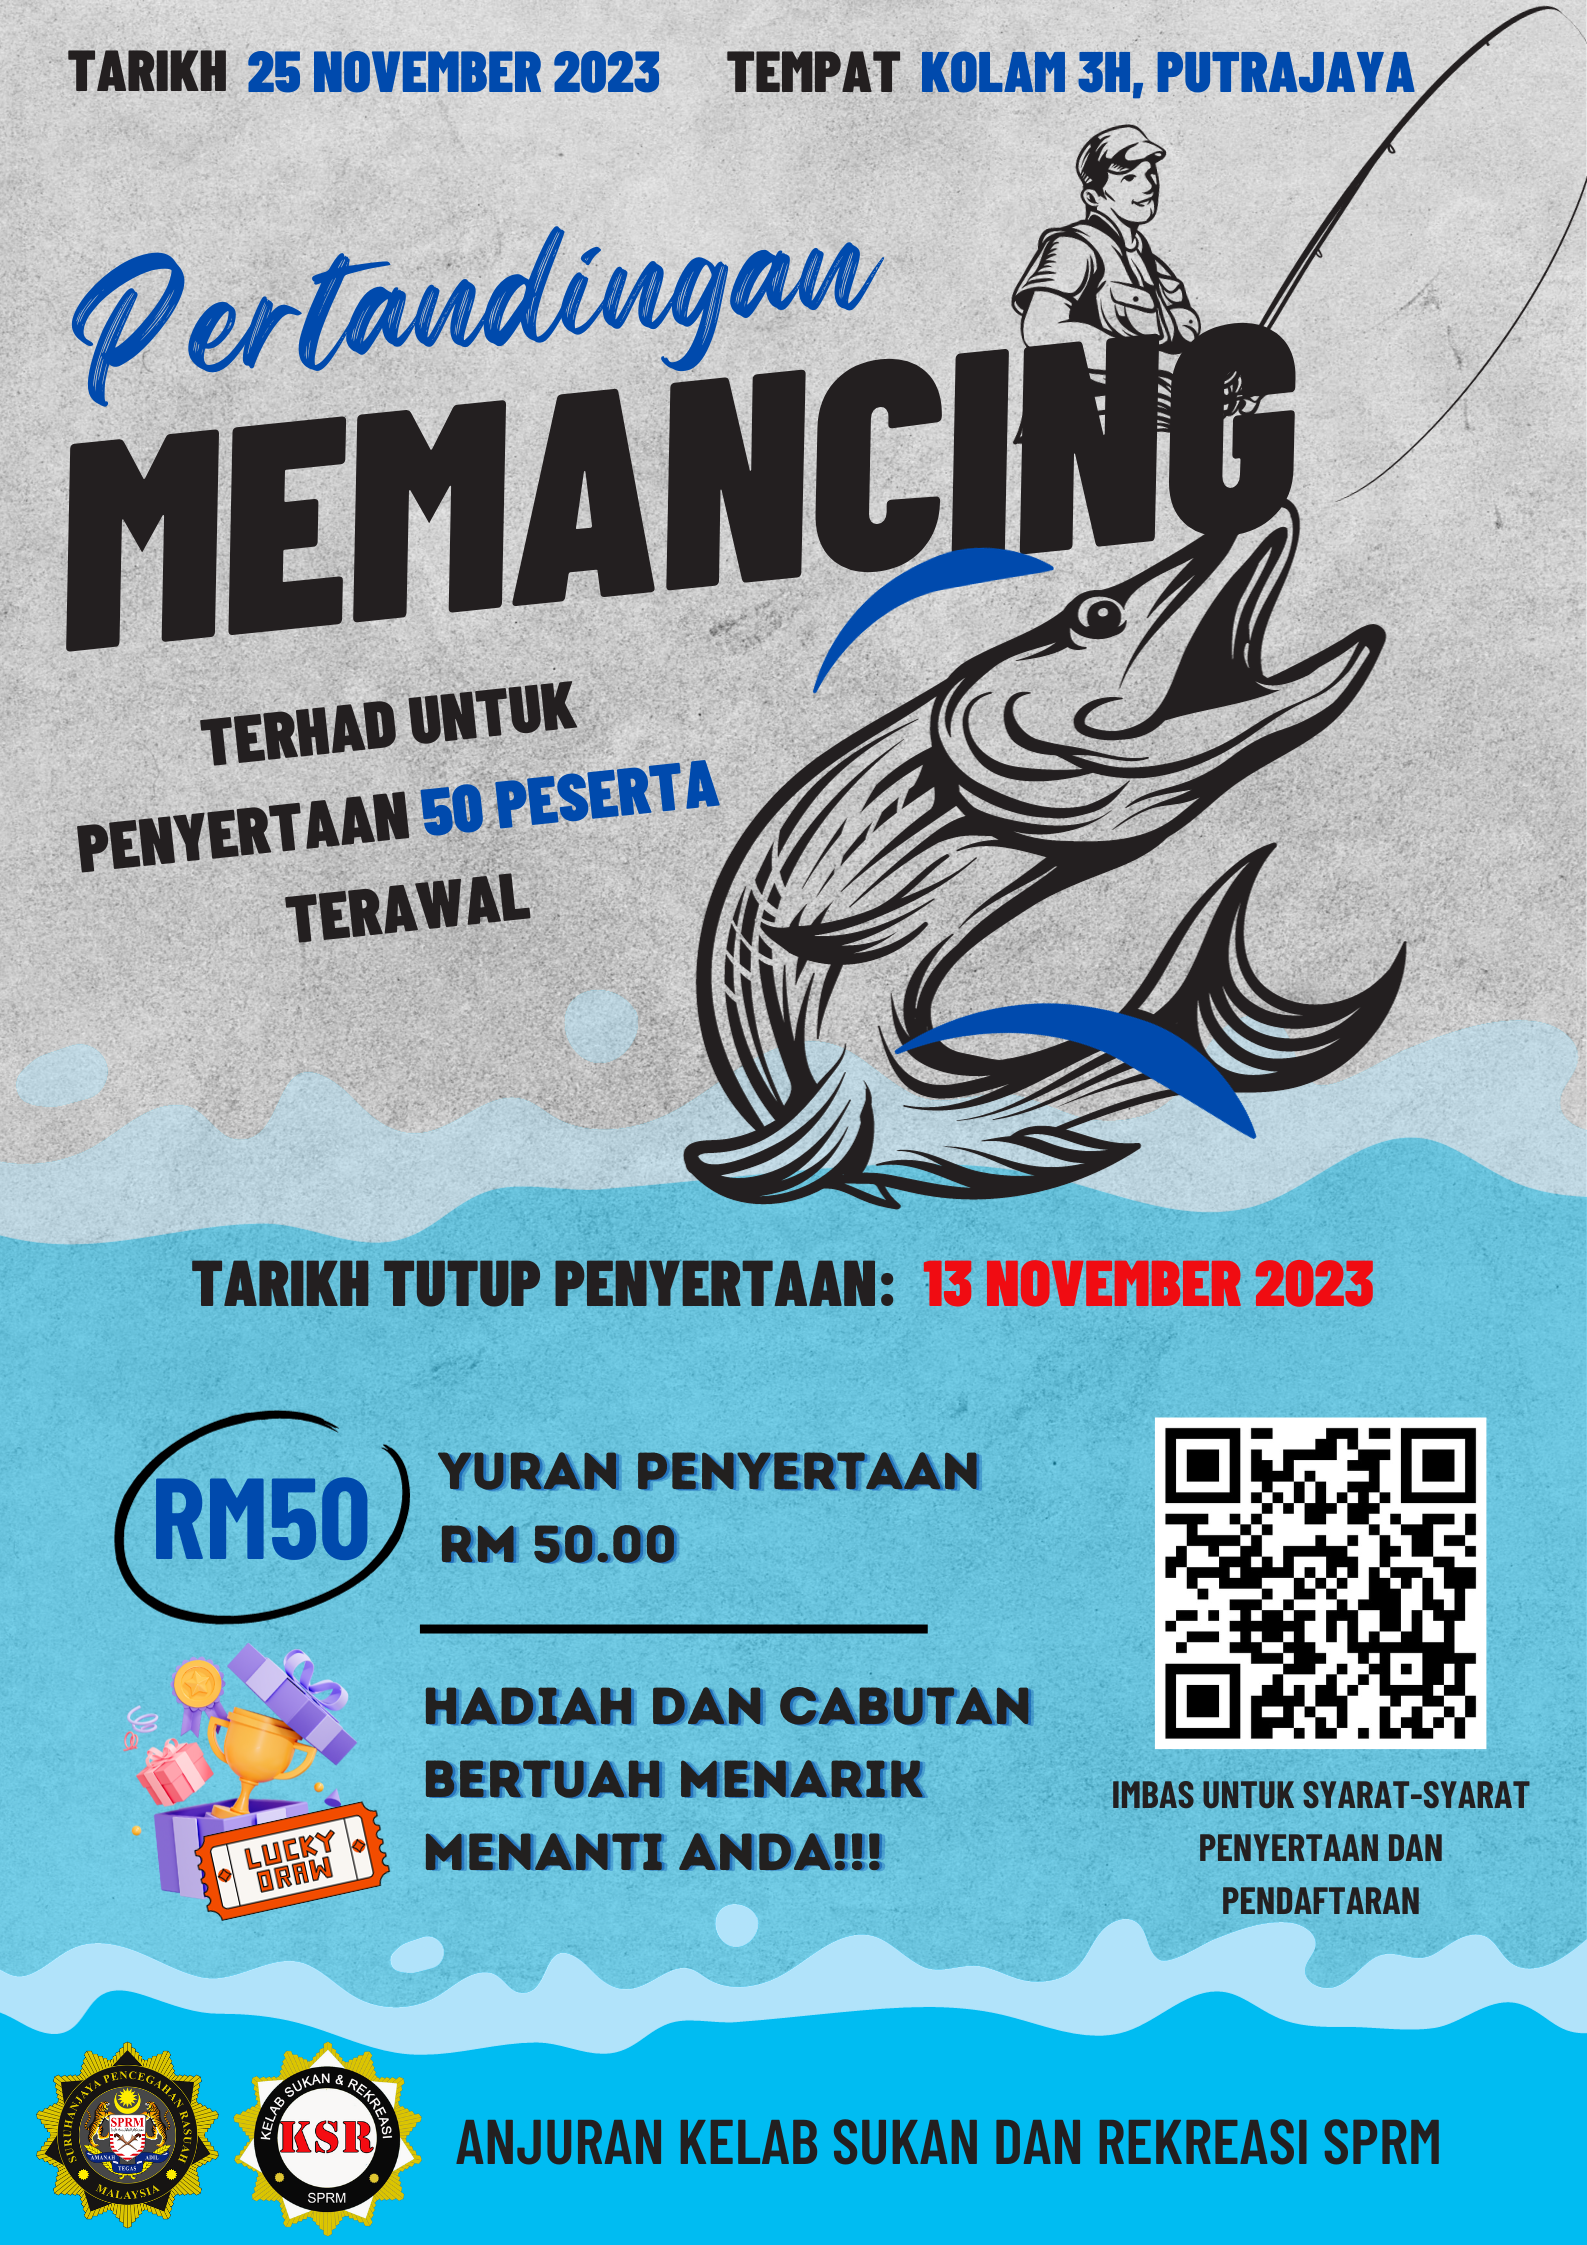 TARIKH 25 NOVEMBER 2023 TEMPAT KOLAM 3H, PUTRAJAYA
Pertandingan
MEMANCING
TERHAD UNTUK
PENYERTAAN 50 PESERTA
TERAWAL
TARIKH TUTUP PENYERTAAN: 13 NOVEMBER 2023
RM50
YURAN PENYERTAAN
RM 50.00
HADIAH DAN CABUTAN
BERTUAH MENARIK
MENANTI ANDA!!!
LUCKY
DRAW
IMBAS UNTUK SYARAT-SYARAT
PENYERTAAN DAN
PENDAFTARAN
SURUHANJAYA PENCEGAHAN RASUAH
SPRM
AMANAH TEGAS ADIL
MALAYSIA
KELAB SUKAN & REKREASI
KSR
SPRM
ANJURAN KELAB SUKAN DAN REKREASI SPRM